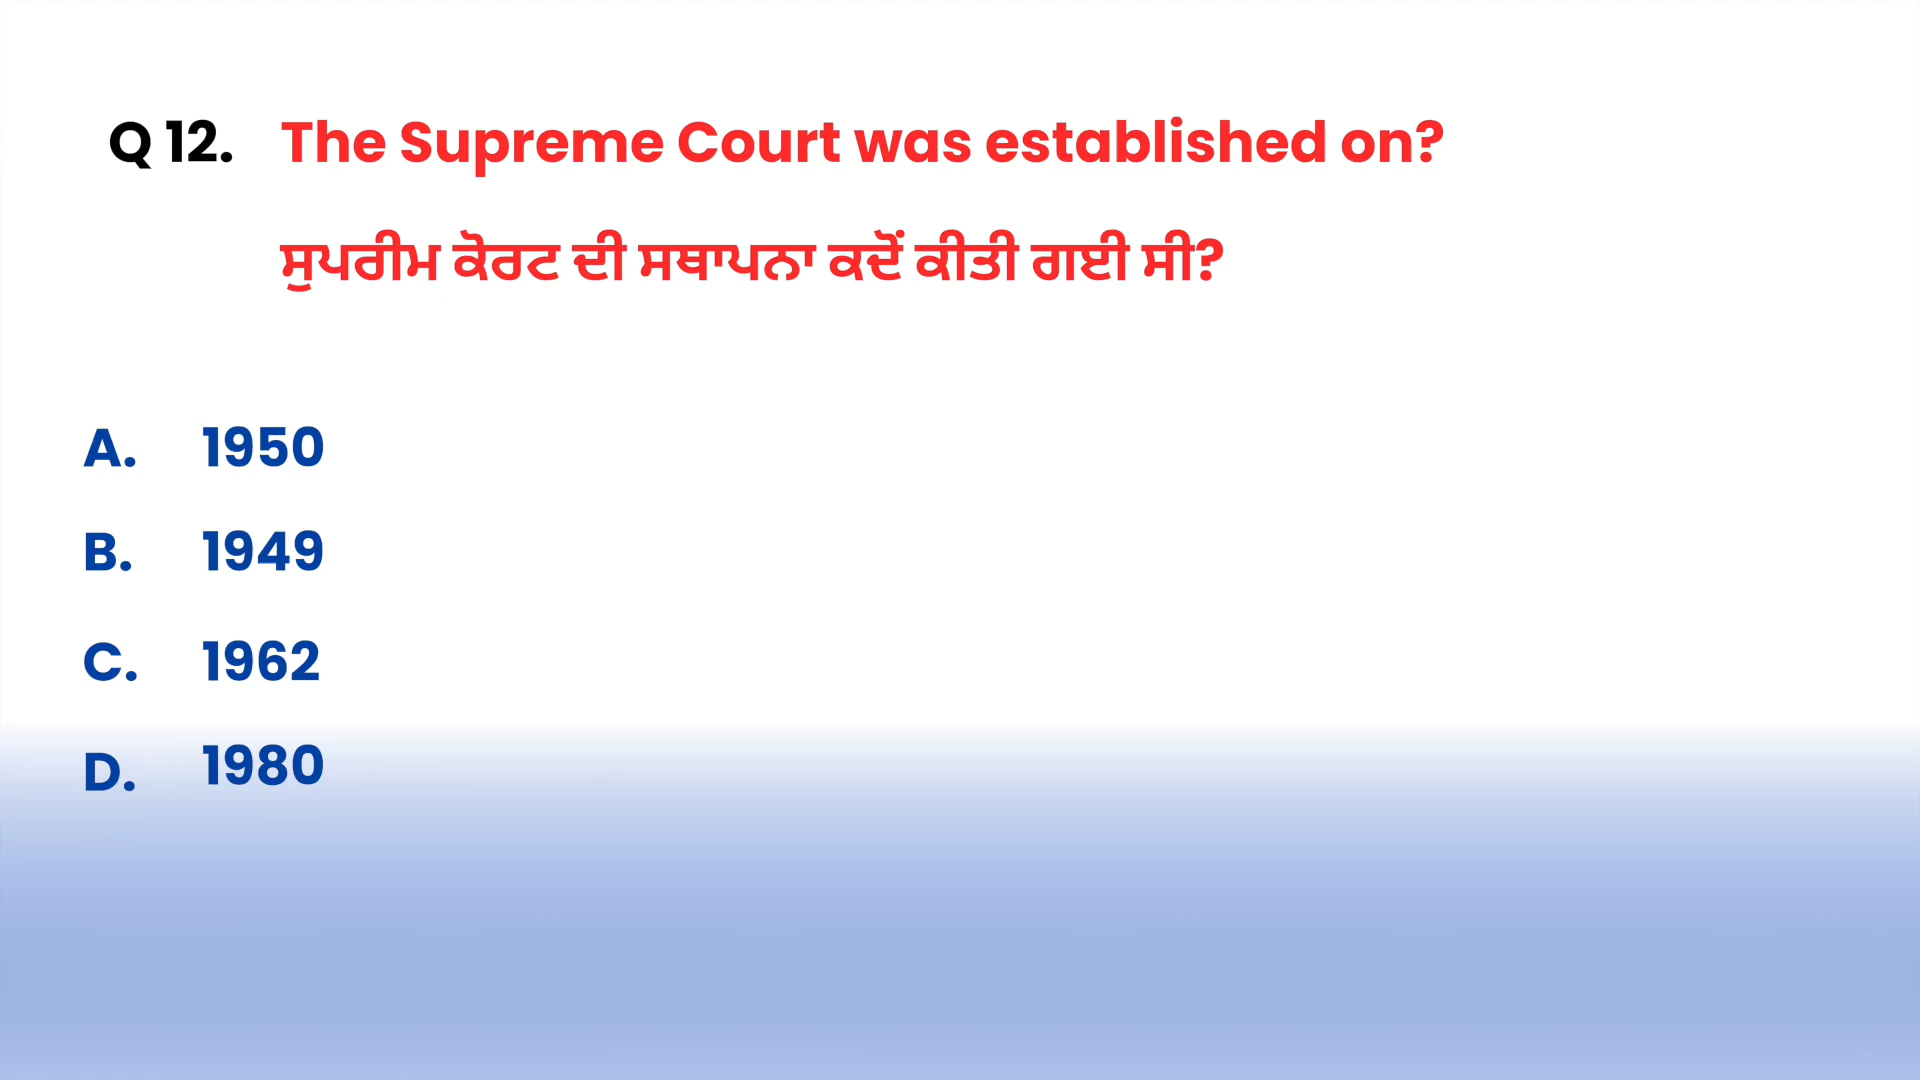 Q 12. The Supreme Court was established on?
ਸੁਪਰੀਮ ਕੋਰਟ ਦੀ ਸਥਾਪਨਾ ਕਦੋਂ ਕੀਤੀ ਗਈ ਸੀ?
A. 1950
B. 1949
C. 1962
D. 1980